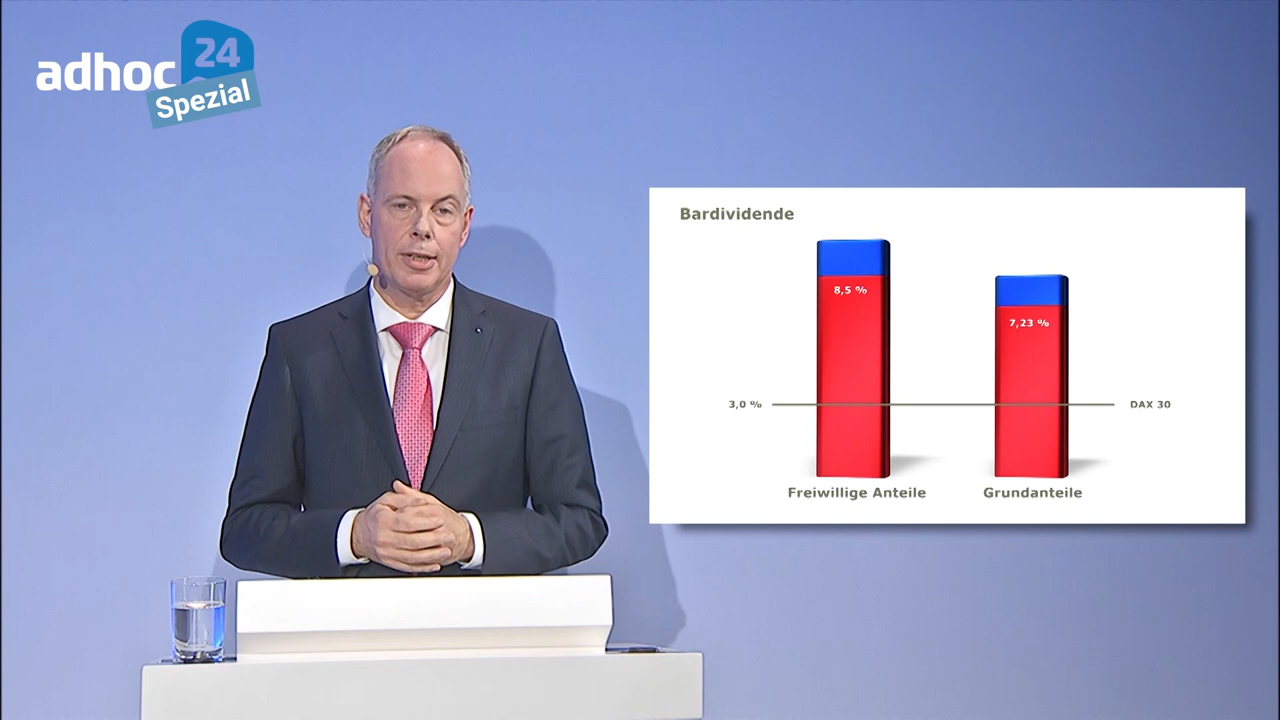 adhoc 24
Spezial
Bardividende
8,5 %
7,23 %
3,0 %
DAX 30
Freiwillige Anteile
Grundanteile